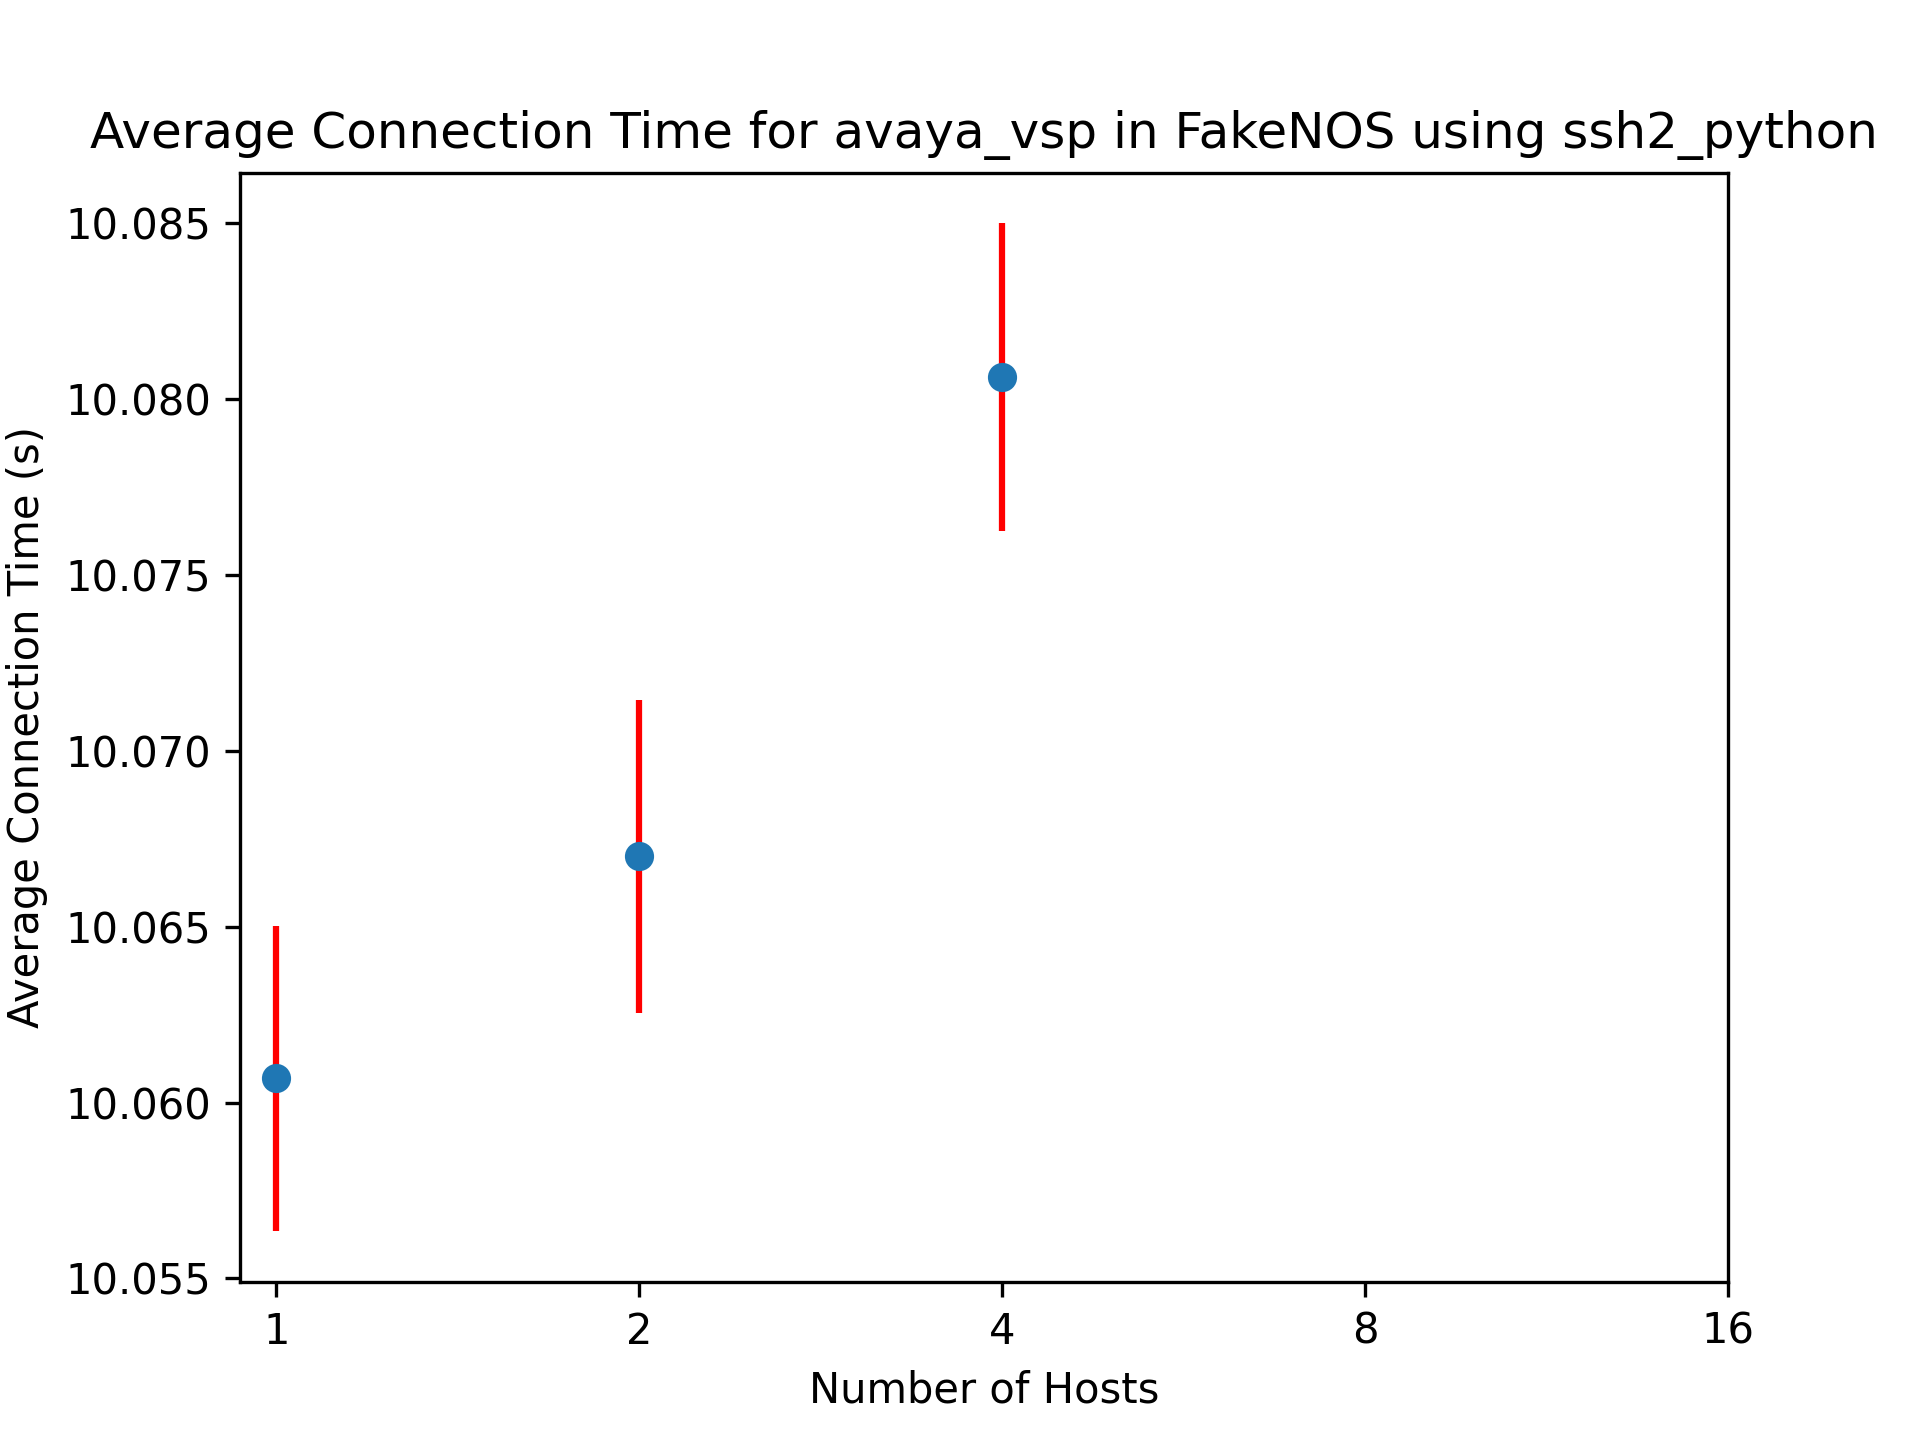 Average Connection Time for avaya_vsp in FakeNOS using ssh2_python
10.085
10.080
10.075
10.070
10.065
10.060
10.055
Average Connection Time (s)
1 2 4 8 16
Number of Hosts